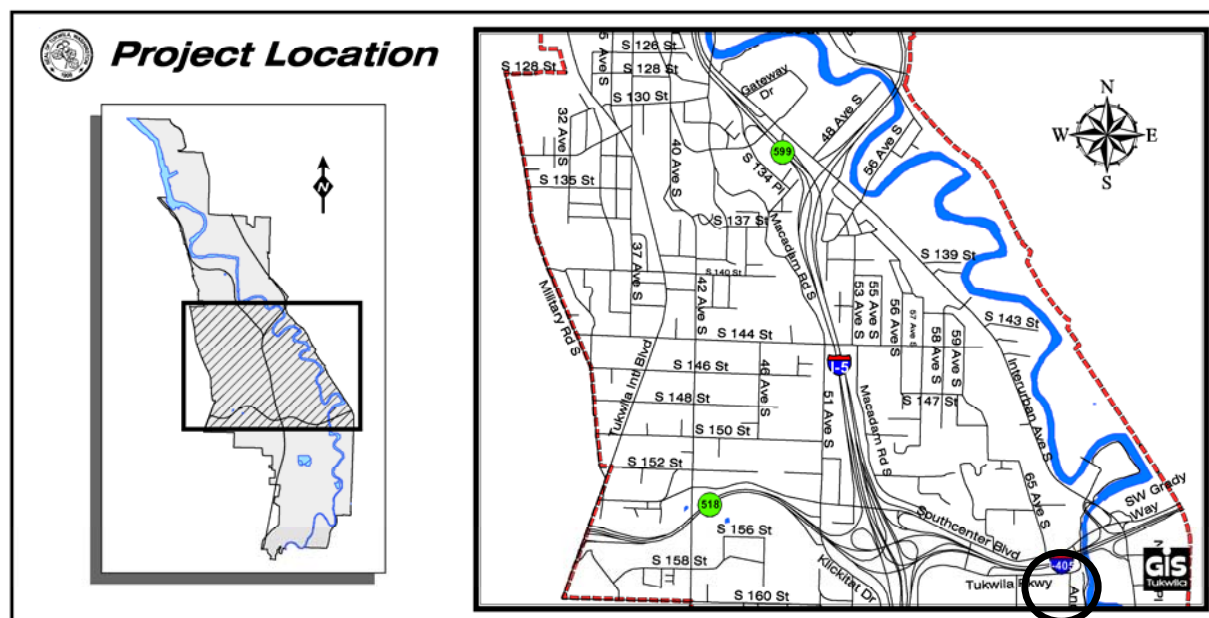 Project Location
N
S 126 St
S 128 St
S 128 St
S 130 St
Gateway
Dr
32 Ave S
40 Ave S
48 Ave S
56 Ave S
599
S 134 Pl
S 135 St
S 137 St
Macadam Rd S
37 Ave S
S 139 St
S 140 St
42 Ave S
Military Rd S
53 Ave S
55 Ave S
56 Ave S
57 Ave S
58 Ave S
59 Ave S
S 143 St
S 144 St
Tukwila Intl Blvd
S 146 St
46 Ave S
I-5
Interurban Ave S
S 147 St
S 148 St
51 Ave S
Macadam Rd S
S 150 St
S 152 St
65 Ave S
SW Grady
Way
518
Southcenter Blvd
S 156 St
S 158 St
Klickitat Dr
Tukwila Pkwy
I-405
S 160 St
N
W
E
S
GIS
Tukwila